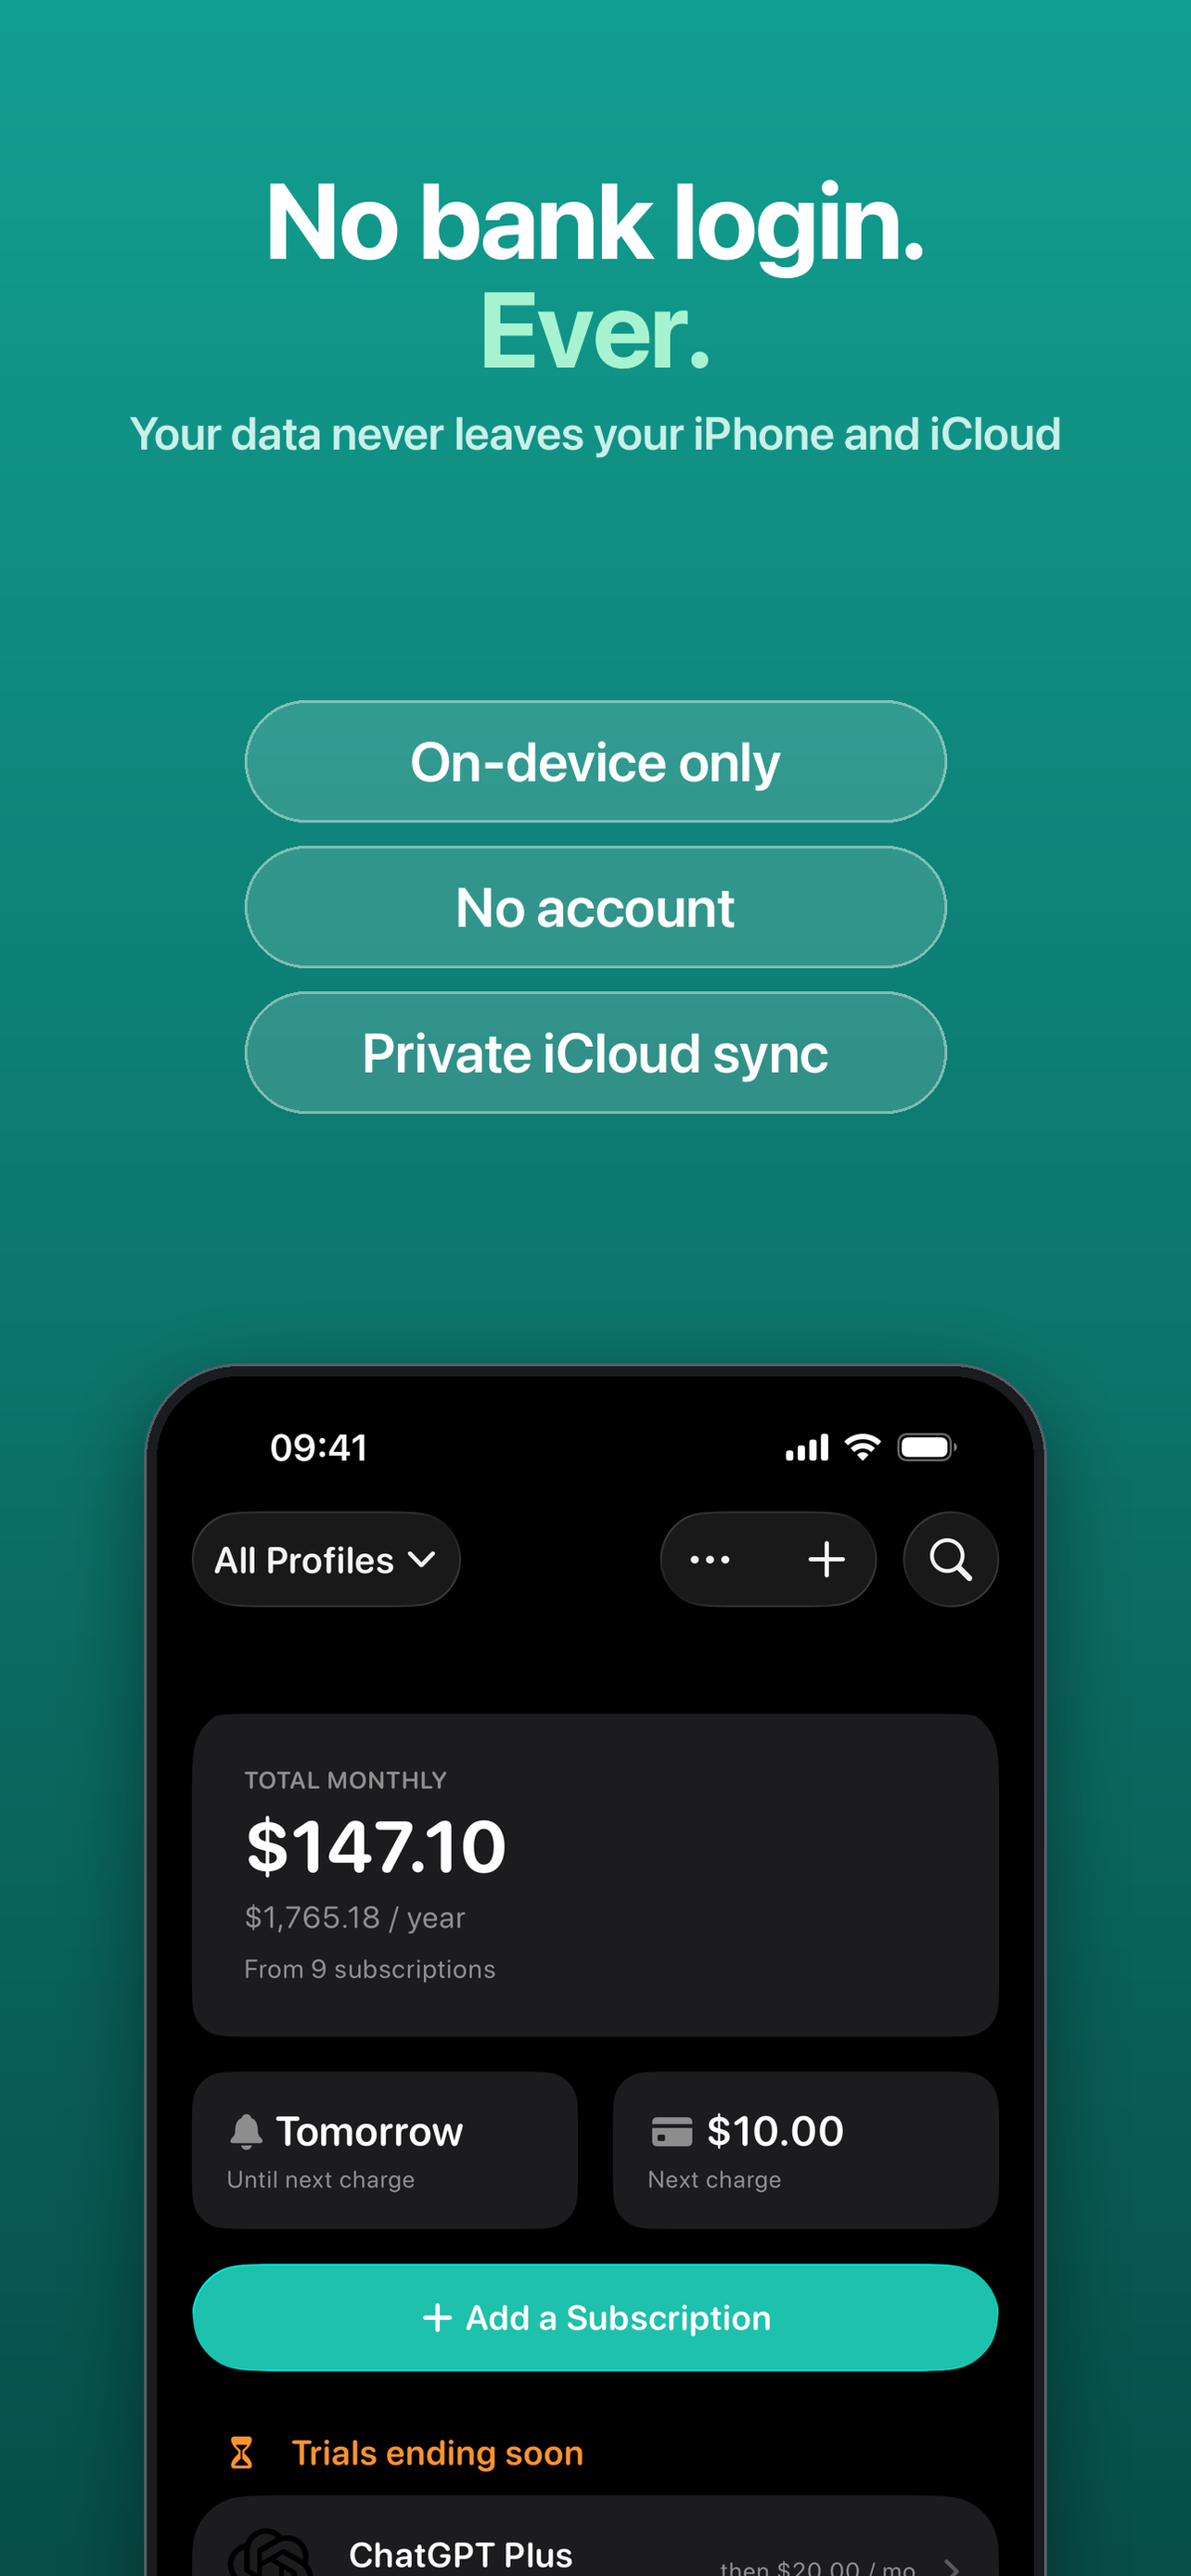 No bank login.
Ever.
Your data never leaves your iPhone and iCloud
On-device only
No account
Private iCloud sync
09:41
All Profiles
TOTAL MONTHLY
$147.10
$1,765.18 / year
From 9 subscriptions
Tomorrow
Until next charge
$10.00
Next charge
+ Add a Subscription
Trials ending soon
ChatGPT Plus
then $20.00 / mo